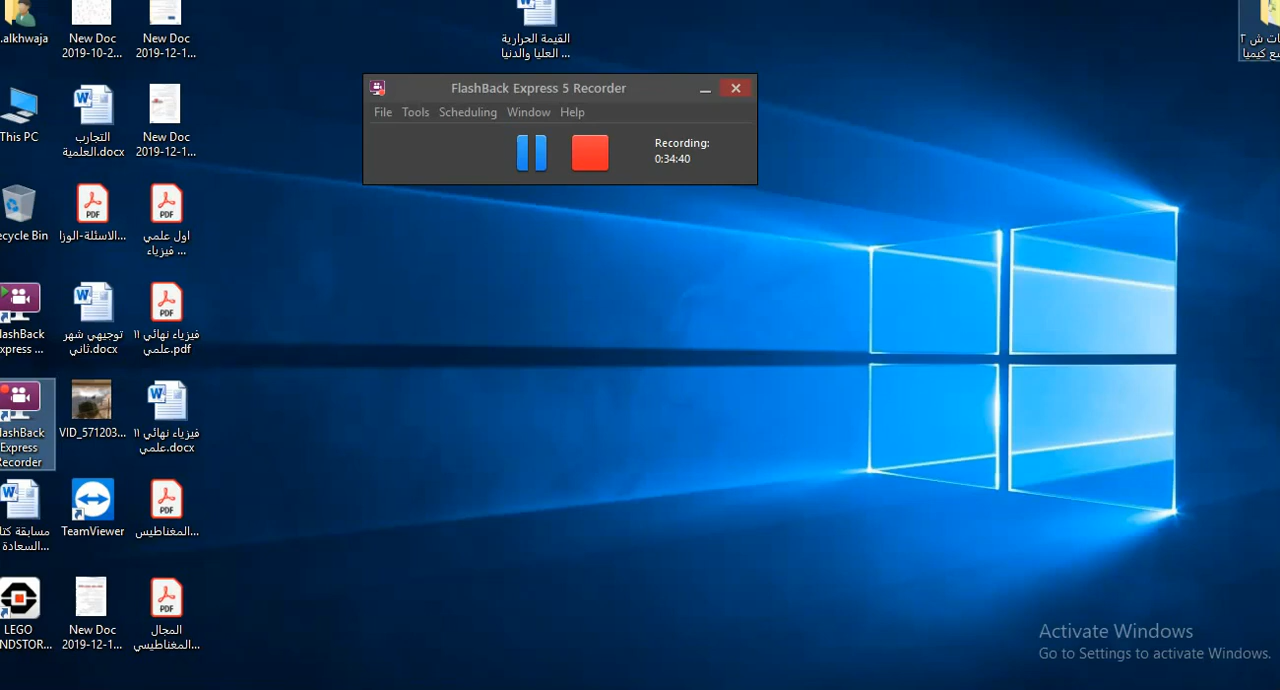 .alkhwaja
New Doc
2019-10-2...
New Doc
2019-12-1...
القيمة الحرارية
العليا والدنيا ...
FlashBack Express 5 Recorder
File Tools Scheduling Window Help
Recording:
0:34:40
This PC
التجارب
العلمية.docx
New Doc
2019-12-1...
ecycle Bin
الاسئلة-الوزا...
اول علمي
فيزياء ...
lashBack
xpress ...
توجيهي شهر
ثاني.docx
فيزياء نهائي ١١
علمي.pdf
lashBack
Express
Recorder
VID_571203...
فيزياء نهائي ١١
علمي.docx
مسابقة كتا
السعادة...
TeamViewer
المغناطيس...
LEGO
NDSTOR...
New Doc
2019-12-1...
المجال
المغناطيسي...
Activate Windows
Go to Settings to activate Windows.